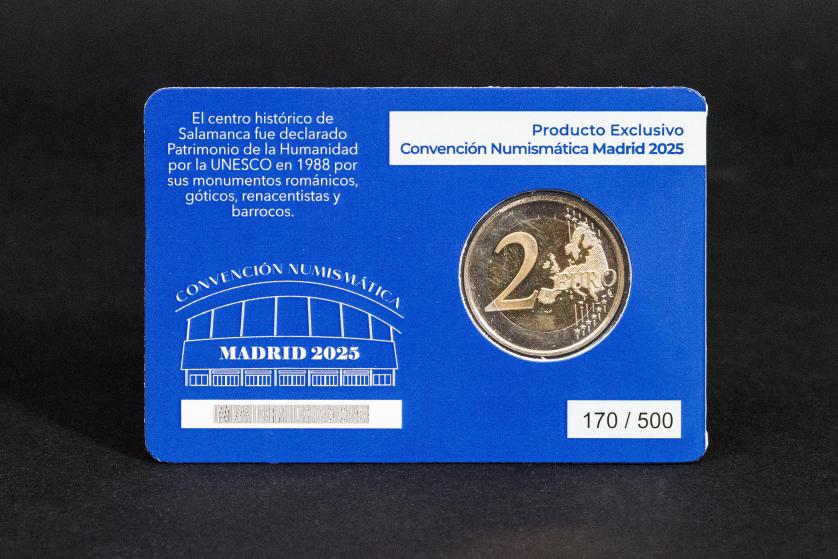 El centro histórico de
Salamanca fue declarado
Patrimonio de la Humanidad
por la UNESCO en 1988 por
sus monumentos románicos,
góticos, renacentistas y
barrocos.
Producto Exclusivo
Convención Numismática Madrid 2025
2 EURO
CONVENCIÓN NUMISMÁTICA
MADRID 2025
170 / 500